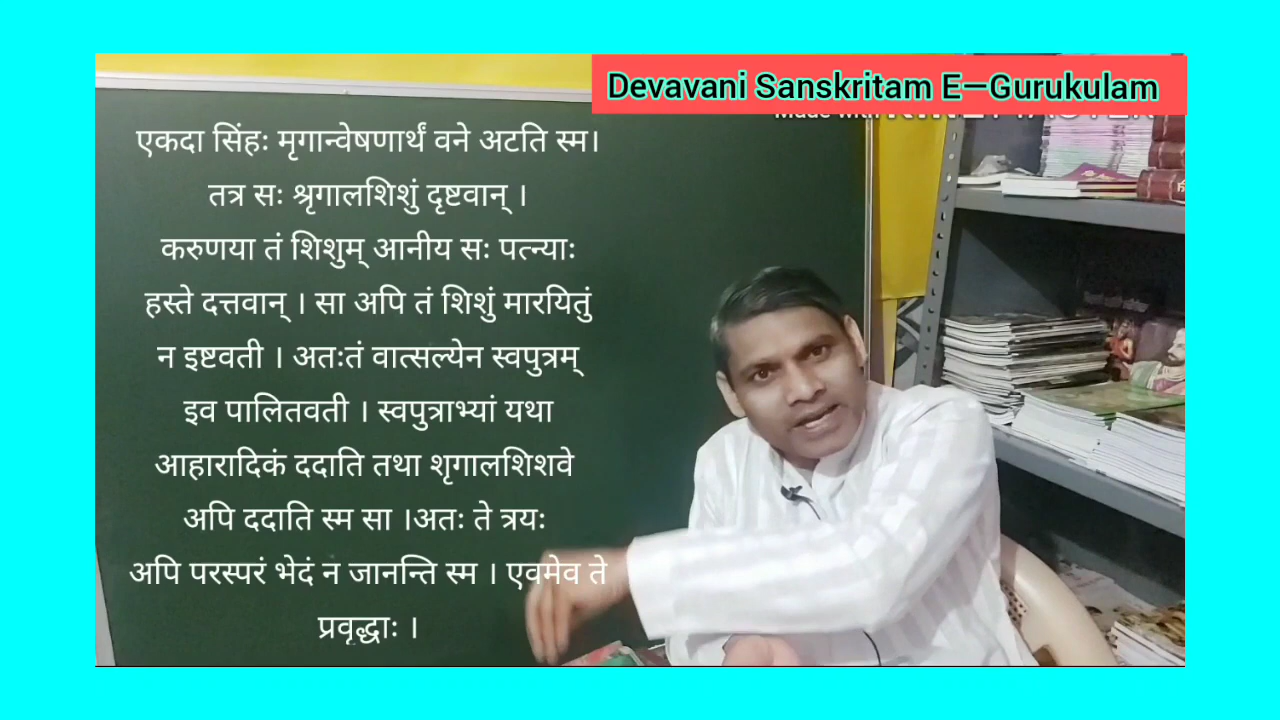 Devavani Sanskritam E—Gurukulam
एकदा सिंहः मृगान्वेषणार्थं वने अटति स्म।
तत्र सः श्रृगालशिशुं दृष्टवान् ।
करुणया तं शिशुम् आनीय सः पत्न्याः
हस्ते दत्तवान् । सा अपि तं शिशुं मारयितुं
न इष्टवती । अतःतं वात्सल्येन स्वपुत्रम्
इव पालितवती । स्वपुत्राभ्यां यथा
आहारादिकं ददाति तथा शृगालशिशवे
अपि ददाति स्म सा ।अतः ते त्रयः
अपि परस्परं भेदं न जानन्ति स्म । एवमेव ते
प्रवृद्धाः ।